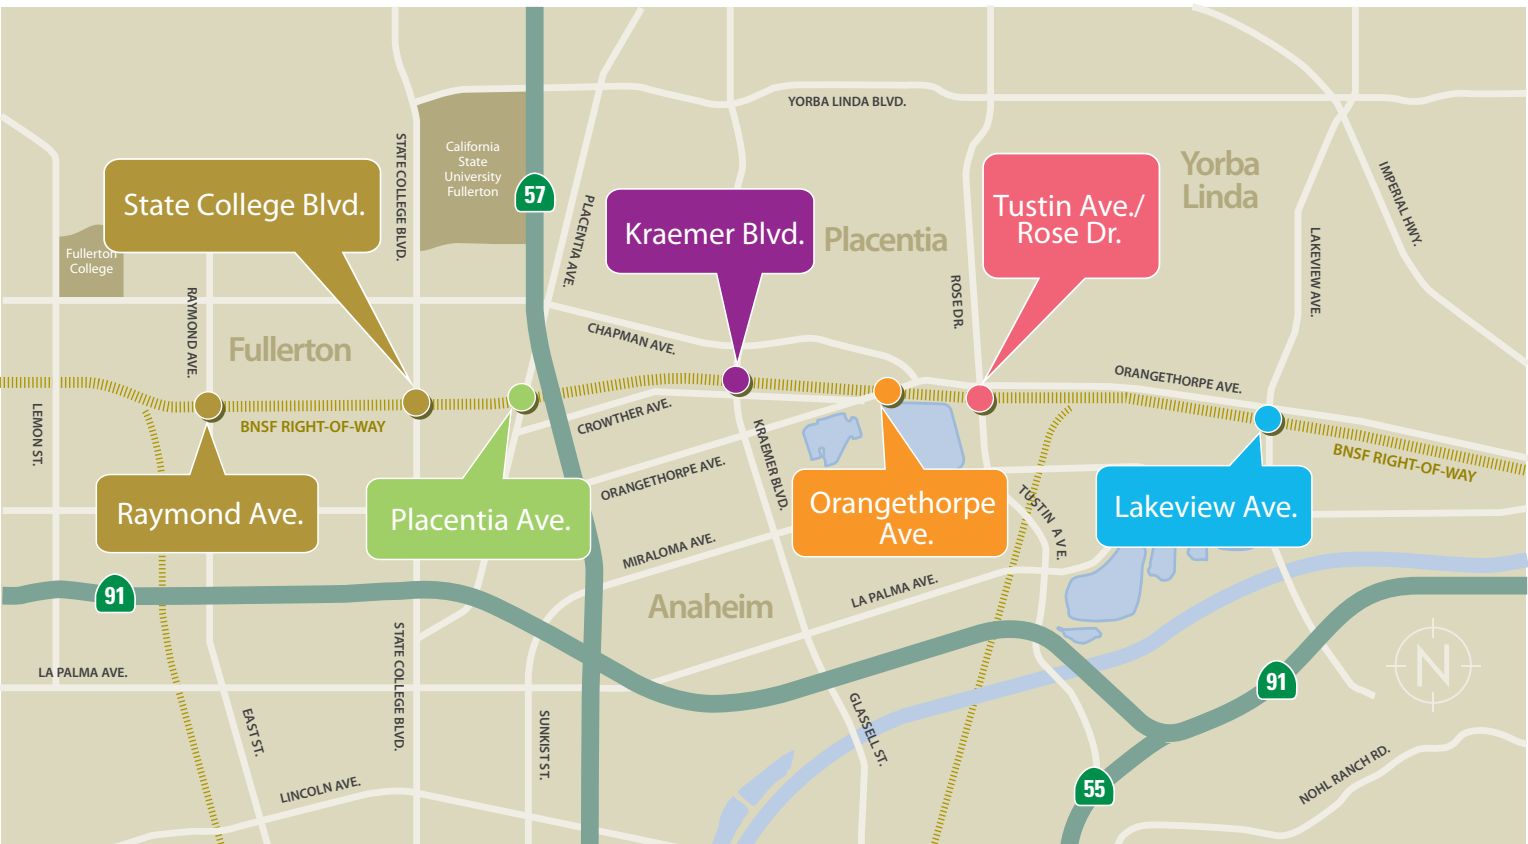 YORBA LINDA BLVD.
57
STATE COLLEGE BLVD.
California
State
University
Fullerton
PLACENTIA AVE.
Yorba
Linda
IMPERIAL HWY.
State College Blvd.
Kraemer Blvd.
Placentia
Tustin Ave./
Rose Dr.
Fullerton
College
RAYMOND AVE.
ROSE DR.
LAKEVIEW AVE.
Fullerton
CHAPMAN AVE.
ORANGETHORPE AVE.
LEMON ST.
BNSF RIGHT-OF-WAY
CROWTHER AVE.
KRAEMER BLVD.
BNSF RIGHT-OF-WAY
ORANGETHORPE AVE.
Raymond Ave.
Placentia Ave.
Orangethorpe
Ave.
TUSTIN AVE.
Lakeview Ave.
MIRALOMA AVE.
91
Anaheim
LA PALMA AVE.
LA PALMA AVE.
STATE COLLEGE BLVD.
N
91
EAST ST.
SUNKIST ST.
GLASSELL ST.
LINCOLN AVE.
55
NOHL RANCH RD.